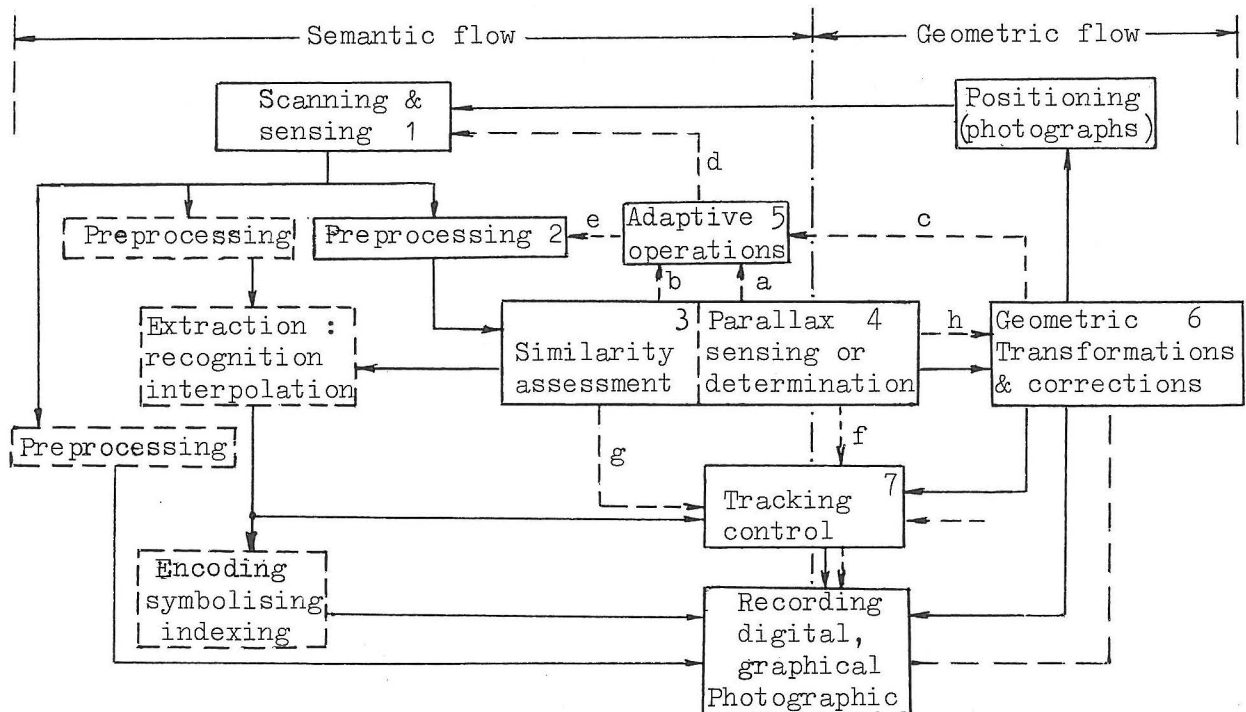 Semantic flow
Geometric flow
Scanning &
sensing 1
Positioning
(photographs)
d
Preprocessing
Preprocessing 2
e
Adaptive 5
operations
c
b
a
Extraction :
recognition
interpolation
3
Similarity
assessment
Parallax 4
sensing or
determination
h
Geometric 6
Transformations
& corrections
Preprocessing
g
f
7
Tracking
control
Encoding
symbolising
indexing
Recording
digital,
graphical
Photographic